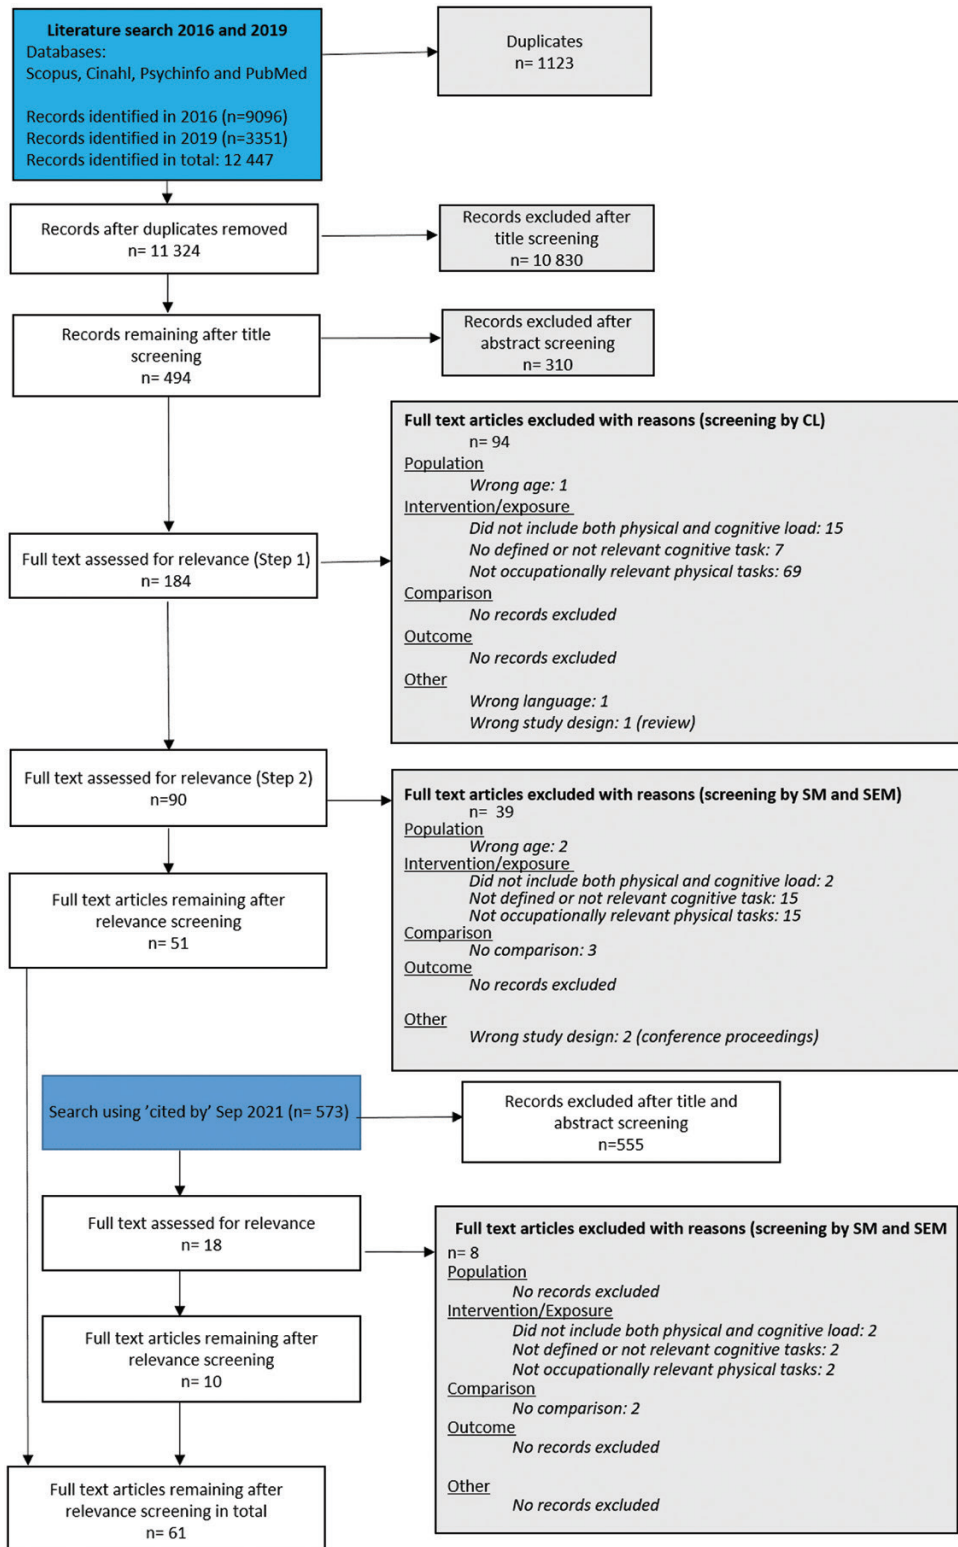 Literature search 2016 and 2019
Databases:
Scopus, Cinahl, Psychinfo and PubMed
Records identified in 2016 (n=9096)
Records identified in 2019 (n=3351)
Records identified in total: 12 447
Duplicates
n= 1123
Records after duplicates removed
n= 11 324
Records excluded after
title screening
n= 10 830
Records remaining after title
screening
n= 494
Records excluded after
abstract screening
n= 310
Full text assessed for relevance (Step 1)
n= 184
Full text articles excluded with reasons (screening by CL)
n= 94
Population
Wrong age: 1
Intervention/exposure
Did not include both physical and cognitive load: 15
No defined or not relevant cognitive task: 7
Not occupationally relevant physical tasks: 69
Comparison
No records excluded
Outcome
No records excluded
Other
Wrong language: 1
Wrong study design: 1 (review)
Full text assessed for relevance (Step 2)
n=90
Full text articles excluded with reasons (screening by SM and SEM)
n= 39
Population
Wrong age: 2
Intervention/exposure
Did not include both physical and cognitive load: 2
Not defined or not relevant cognitive task: 15
Not occupationally relevant physical tasks: 15
Comparison
No comparison: 3
Outcome
No records excluded
Other
Wrong study design: 2 (conference proceedings)
Full text articles remaining after
relevance screening
n= 51
Search using ’cited by’ Sep 2021 (n= 573)
Records excluded after title and
abstract screening
n=555
Full text assessed for relevance
n= 18
Full text articles excluded with reasons (screening by SM and SEM
n= 8
Population
No records excluded
Intervention/Exposure
Did not include both physical and cognitive load: 2
Not defined or not relevant cognitive tasks: 2
Not occupationally relevant physical tasks: 2
Comparison
No comparison: 2
Outcome
No records excluded
Other
No records excluded
Full text articles remaining after
relevance screening
n= 10
Full text articles remaining after
relevance screening in total
n= 61